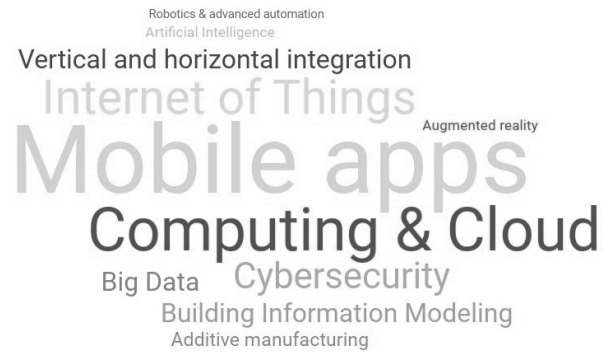 Robotics & advanced automation
Artificial Intelligence
Vertical and horizontal integration
Internet of Things
Augmented reality
Mobile apps
Computing & Cloud
Big Data
Cybersecurity
Building Information Modeling
Additive manufacturing